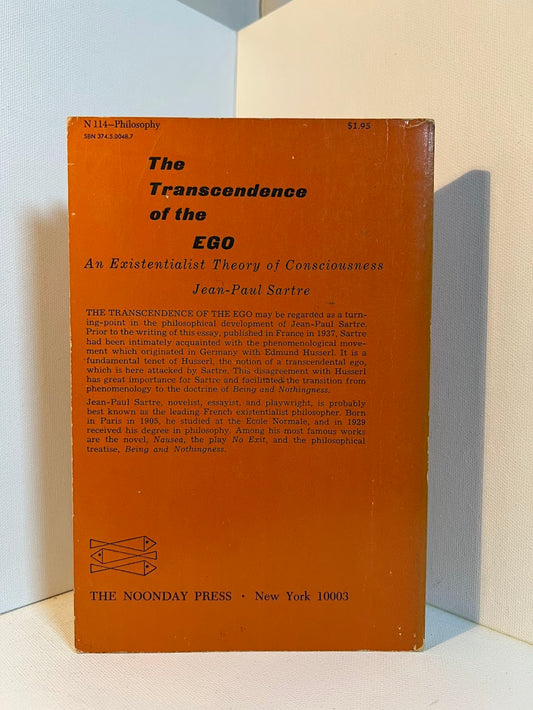 N 114—Philosophy $1.95
SBN 374.5.0048.7
The
Transcendence
of the
EGO
An Existentialist Theory of Consciousness
Jean-Paul Sartre
THE TRANSCENDENCE OF THE EGO may be regarded as a turn-
ing-point in the philosophical development of Jean-Paul Sartre.
Prior to the writing of this essay, published in France in 1937, Sartre
had been intimately acquainted with the phenomenological move-
ment which originated in Germany with Edmund Husserl. It is a
fundamental tenet of Husserl, the notion of a transcendental ego,
which is here attacked by Sartre. This disagreement with Husserl
has great importance for Sartre and facilitated the transition from
phenomenology to the doctrine of Being and Nothingness.
Jean-Paul Sartre, novelist, essayist, and playwright, is probably
best known as the leading French existentialist philosopher. Born
in Paris in 1905, he studied at the Ecole Normale, and in 1929
received his degree in philosophy. Among his most famous works
are the novel, Nausea, the play No Exit, and the philosophical
treatise, Being and Nothingness.
THE NOONDAY PRESS · New York 10003